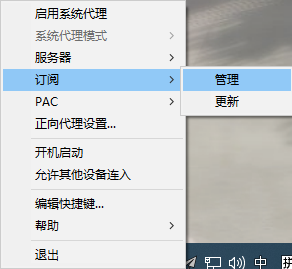 启用系统代理
系统代理模式
服务器
订阅
管理
更新
PAC
正向代理设置...
开机启动
允许其他设备连入
编辑快捷键...
帮助
退出
中
拼